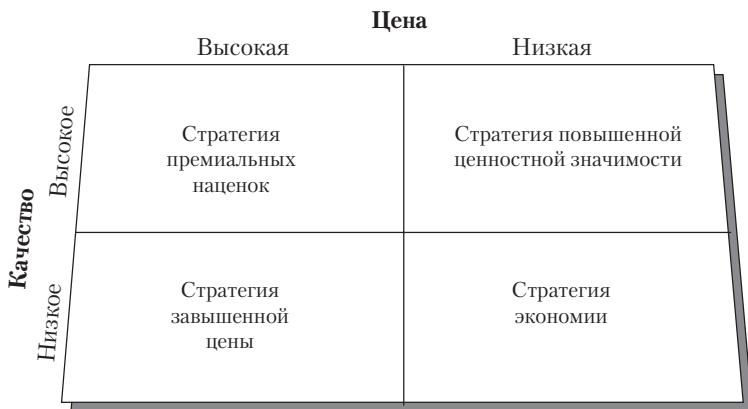 Цена
Высокая
Низкая
Качество
Высокое
Стратегия
премиальных
наценок
Стратегия повышенной
ценностной значимости
Низкое
Стратегия
завышенной
цены
Стратегия
экономии